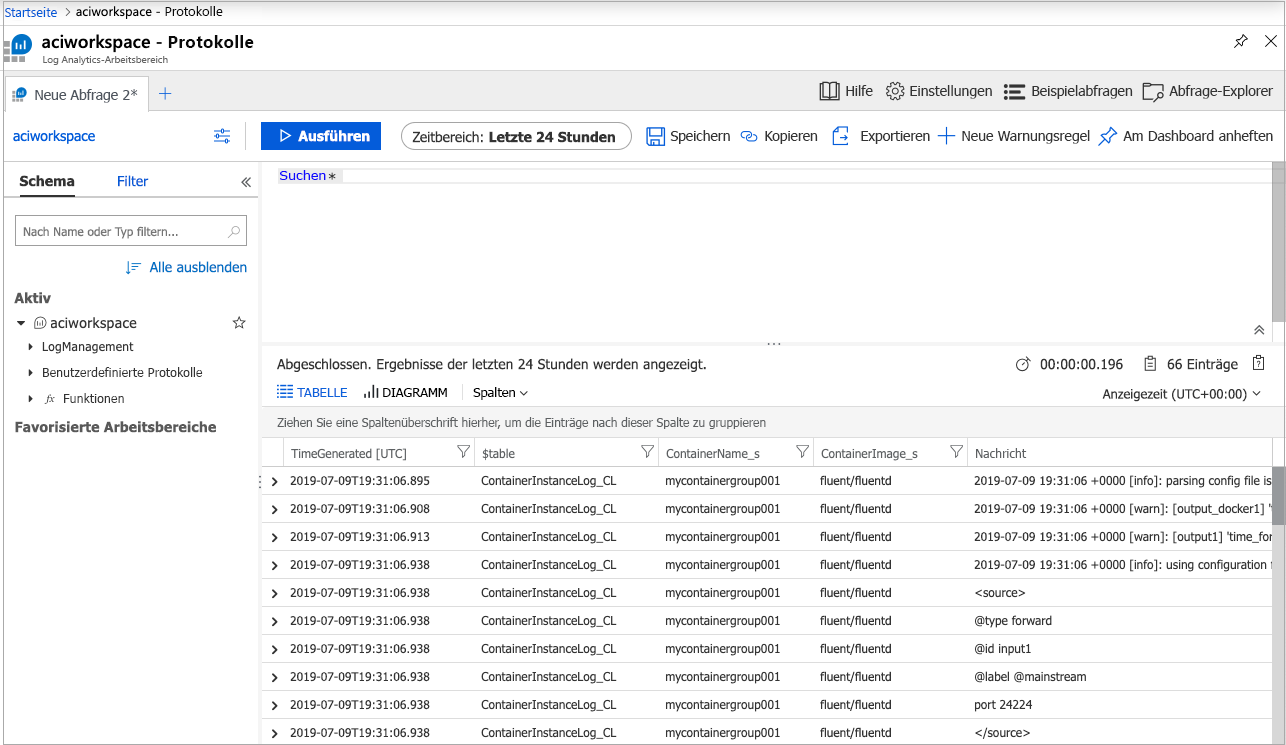 Startseite > aciworkspace - Protokolle
aciworkspace - Protokolle
Log Analytics-Arbeitsbereich
Neue Abfrage 2* +
Hilfe Einstellungen Beispielabfragen Abfrage-Explorer
aciworkspace
Ausführen Zeitbereich: Letzte 24 Stunden Speichern Kopieren Exportieren Neue Warnungsregel Am Dashboard anheften
Schema Filter «
Suchen*
Nach Name oder Typ filtern...
Alle ausblenden
Aktiv
aciworkspace
LogManagement
Benutzerdefinierte Protokolle
fx Funktionen
Favorisierte Arbeitsbereiche
Abgeschlossen. Ergebnisse der letzten 24 Stunden werden angezeigt. 00:00:00.196 66 Einträge
TABELLE DIAGRAMM Spalten Anzeigezeit (UTC+00:00)
Ziehen Sie eine Spaltenüberschrift hierher, um die Einträge nach dieser Spalte zu gruppieren
TimeGenerated [UTC] $table ContainerName_s ContainerImage_s Nachricht
2019-07-09T19:31:06.895 ContainerInstanceLog_CL mycontainergroup001 fluent/fluentd 2019-07-09 19:31:06 +0000 [info]: parsing config file is
2019-07-09T19:31:06.908 ContainerInstanceLog_CL mycontainergroup001 fluent/fluentd 2019-07-09 19:31:06 +0000 [warn]: [output_docker1] '
2019-07-09T19:31:06.913 ContainerInstanceLog_CL mycontainergroup001 fluent/fluentd 2019-07-09 19:31:06 +0000 [warn]: [output1] 'time_for
2019-07-09T19:31:06.938 ContainerInstanceLog_CL mycontainergroup001 fluent/fluentd 2019-07-09 19:31:06 +0000 [info]: using configuration
2019-07-09T19:31:06.938 ContainerInstanceLog_CL mycontainergroup001 fluent/fluentd <source>
2019-07-09T19:31:06.938 ContainerInstanceLog_CL mycontainergroup001 fluent/fluentd @type forward
2019-07-09T19:31:06.938 ContainerInstanceLog_CL mycontainergroup001 fluent/fluentd @id input1
2019-07-09T19:31:06.938 ContainerInstanceLog_CL mycontainergroup001 fluent/fluentd @label @mainstream
2019-07-09T19:31:06.938 ContainerInstanceLog_CL mycontainergroup001 fluent/fluentd port 24224
2019-07-09T19:31:06.938 ContainerInstanceLog_CL mycontainergroup001 fluent/fluentd </source>